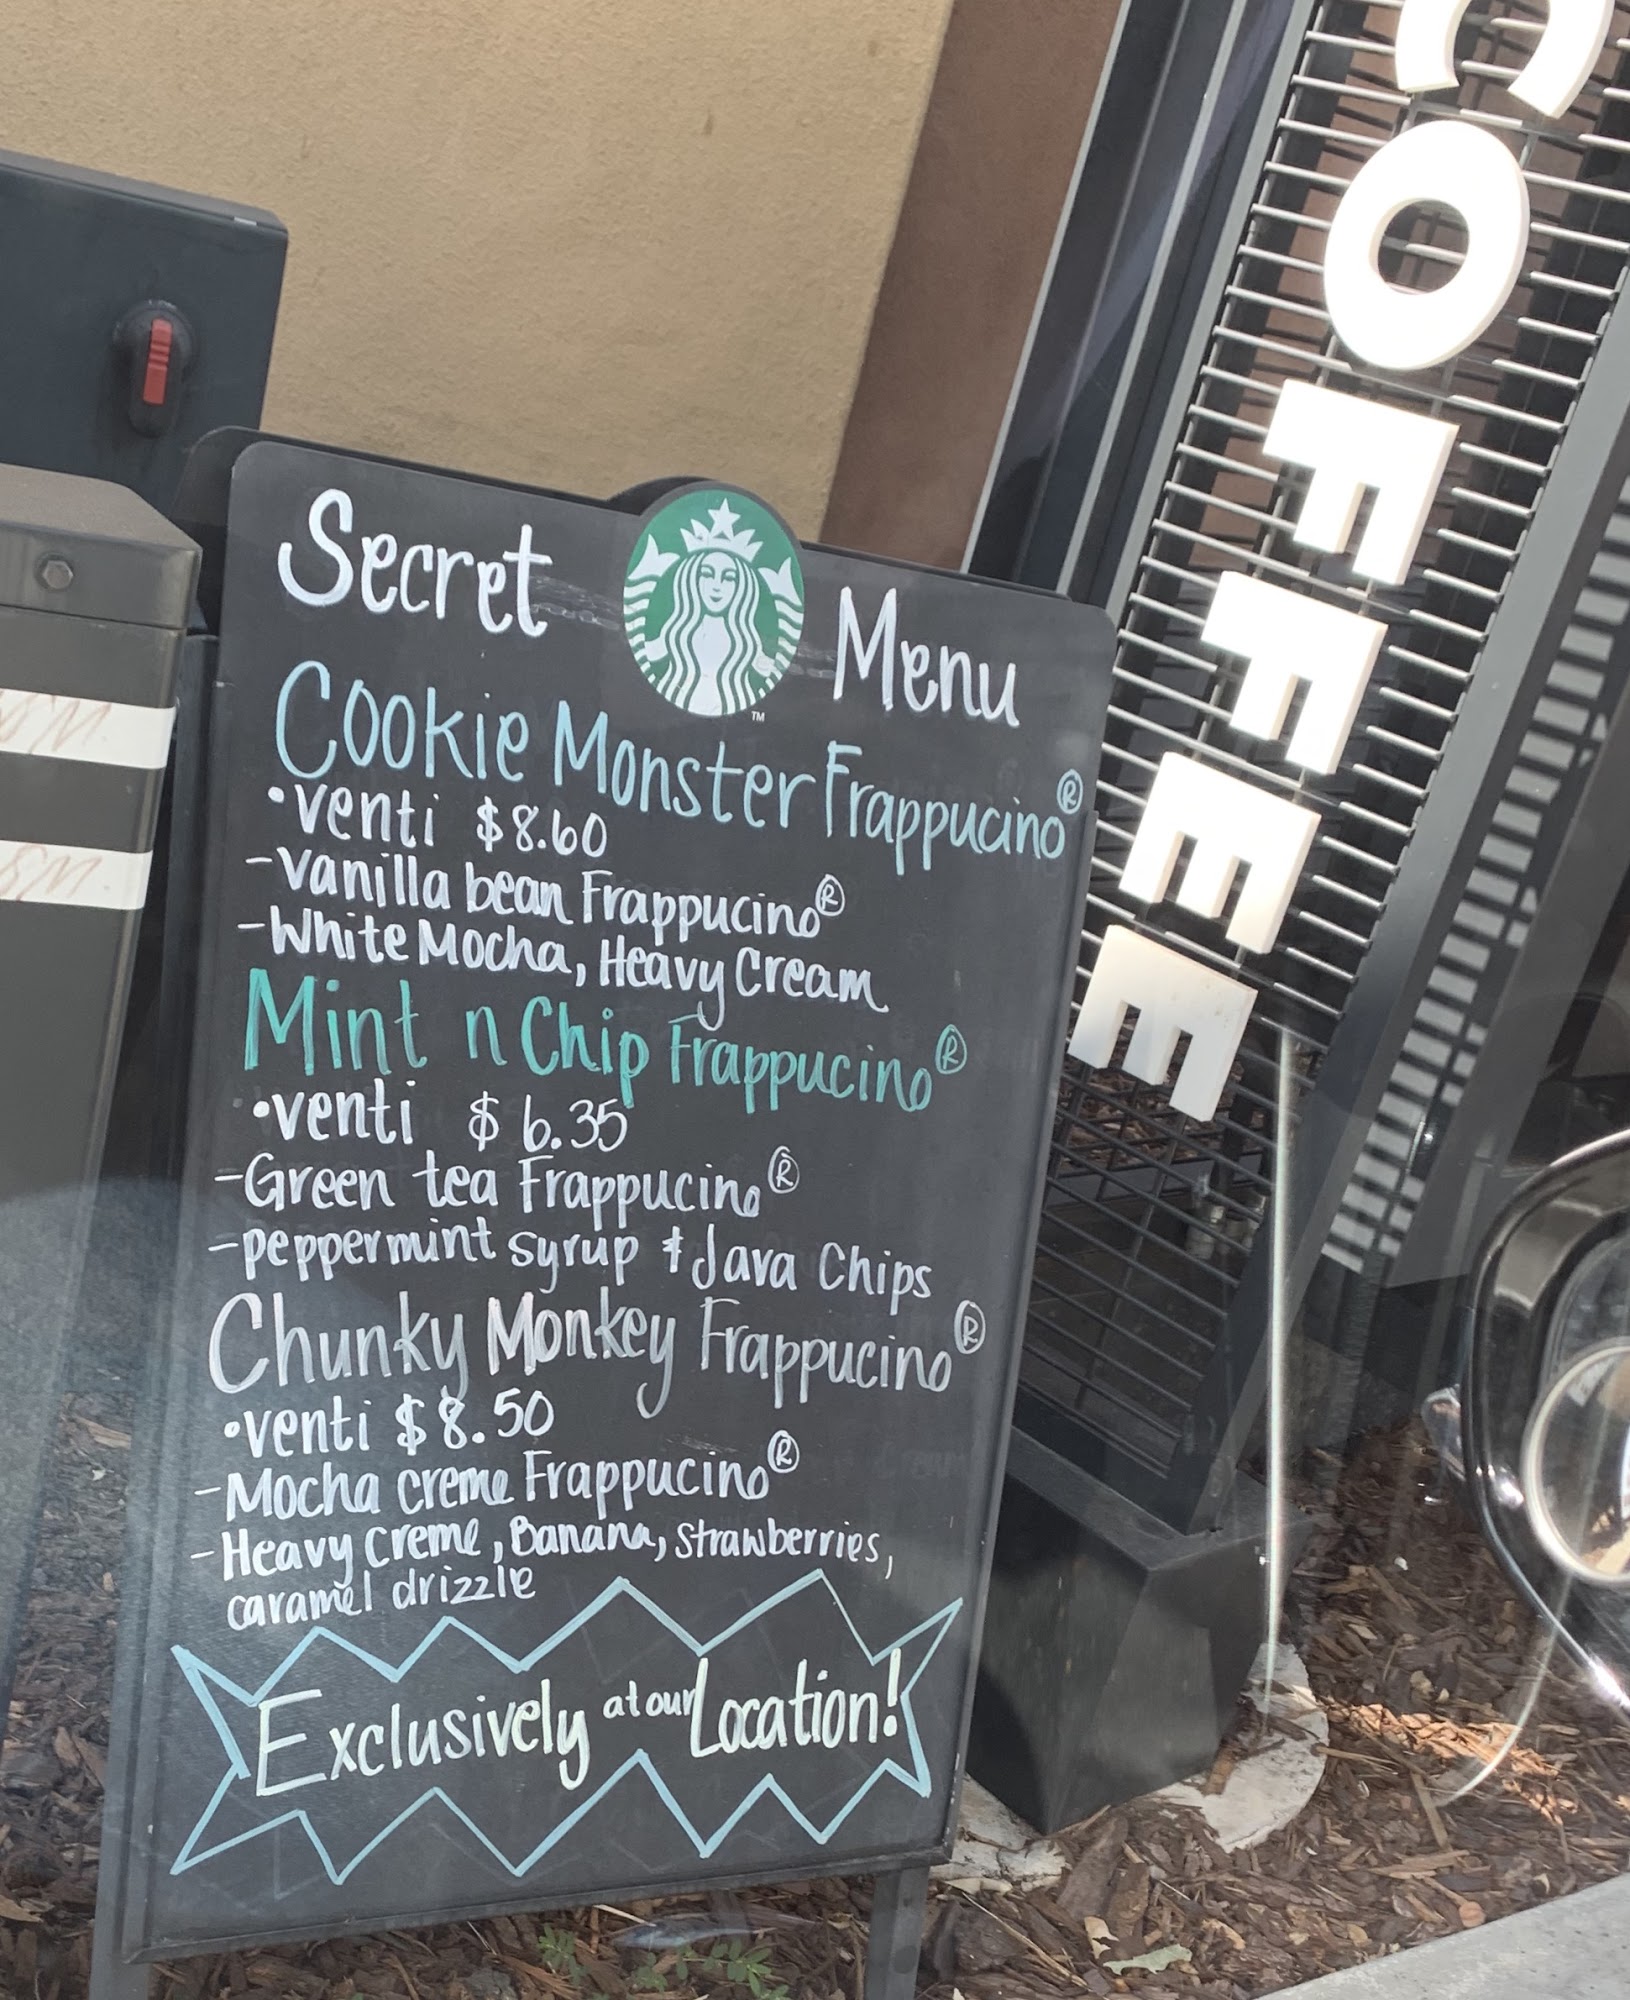 COFFEE
Secret Menu
TM
Cookie Monster Frappucino®
•venti $8.60
-vanilla bean Frappucino®
-White Mocha, Heavy Cream
Mint n Chip Frappucino®
•venti $6.35
-Green tea Frappucino®
-peppermint syrup & Java Chips
Chunky Monkey Frappucino®
•venti $8.50
-Mocha creme Frappucino®
-Heavy Creme, Banana, strawberries,
caramel drizzle
Exclusively at our Location!